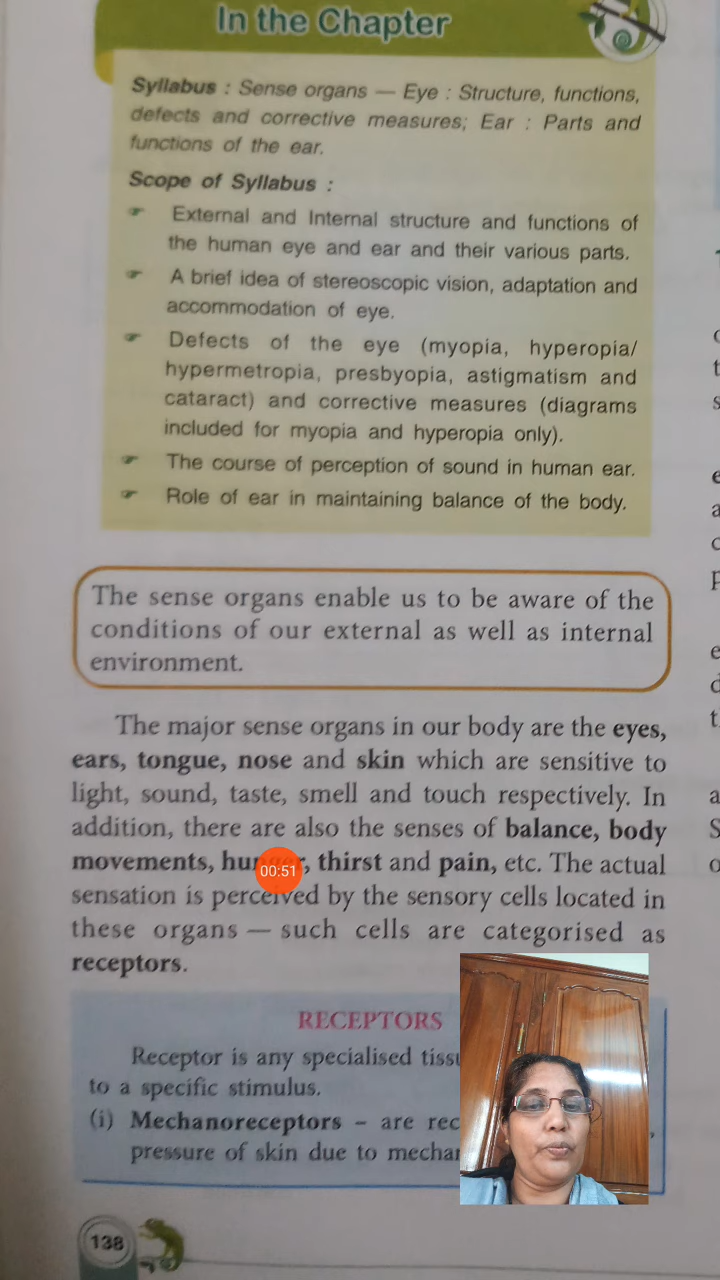 In the Chapter
Syllabus : Sense organs — Eye : Structure, functions,
defects and corrective measures; Ear : Parts and
functions of the ear.
Scope of Syllabus :
External and Internal structure and functions of
the human eye and ear and their various parts.
A brief idea of stereoscopic vision, adaptation and
accommodation of eye.
Defects of the eye (myopia, hyperopia/
hypermetropia, presbyopia, astigmatism and
cataract) and corrective measures (diagrams
included for myopia and hyperopia only).
The course of perception of sound in human ear.
Role of ear in maintaining balance of the body.
The sense organs enable us to be aware of the
conditions of our external as well as internal
environment.
The major sense organs in our body are the eyes,
ears, tongue, nose and skin which are sensitive to
light, sound, taste, smell and touch respectively. In
addition, there are also the senses of balance, body
movements, thirst and pain, etc. The actual
00:51
sensation is perceived by the sensory cells located in
these organs — such cells are categorised as
receptors.
RECEPTORS
Receptor is any specialised
to a specific stimulus.
(i) Mechanoreceptors – are
pressure of skin due to
138